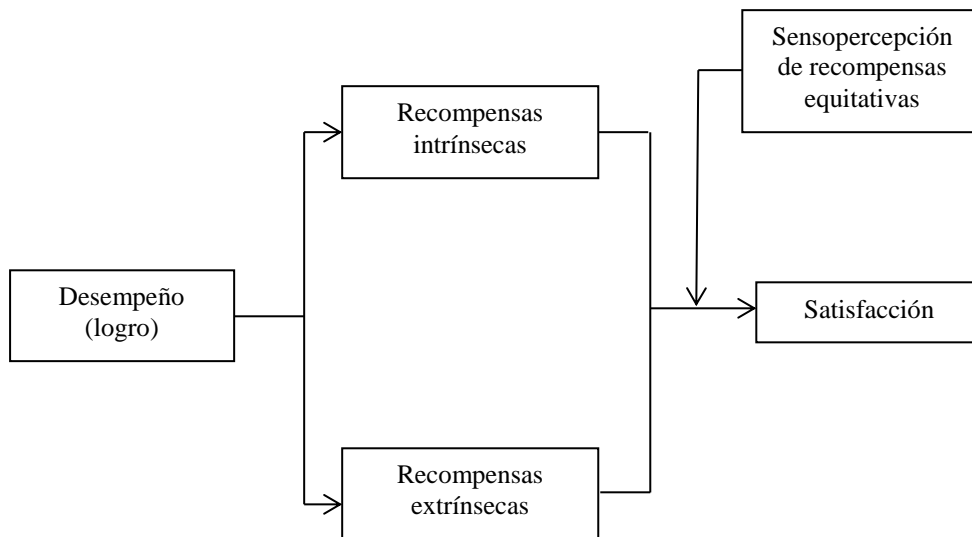 Sensopercepción
de recompensas
equitativas
Recompensas
intrínsecas
Desempeño
(logro)
Satisfacción
Recompensas
extrínsecas